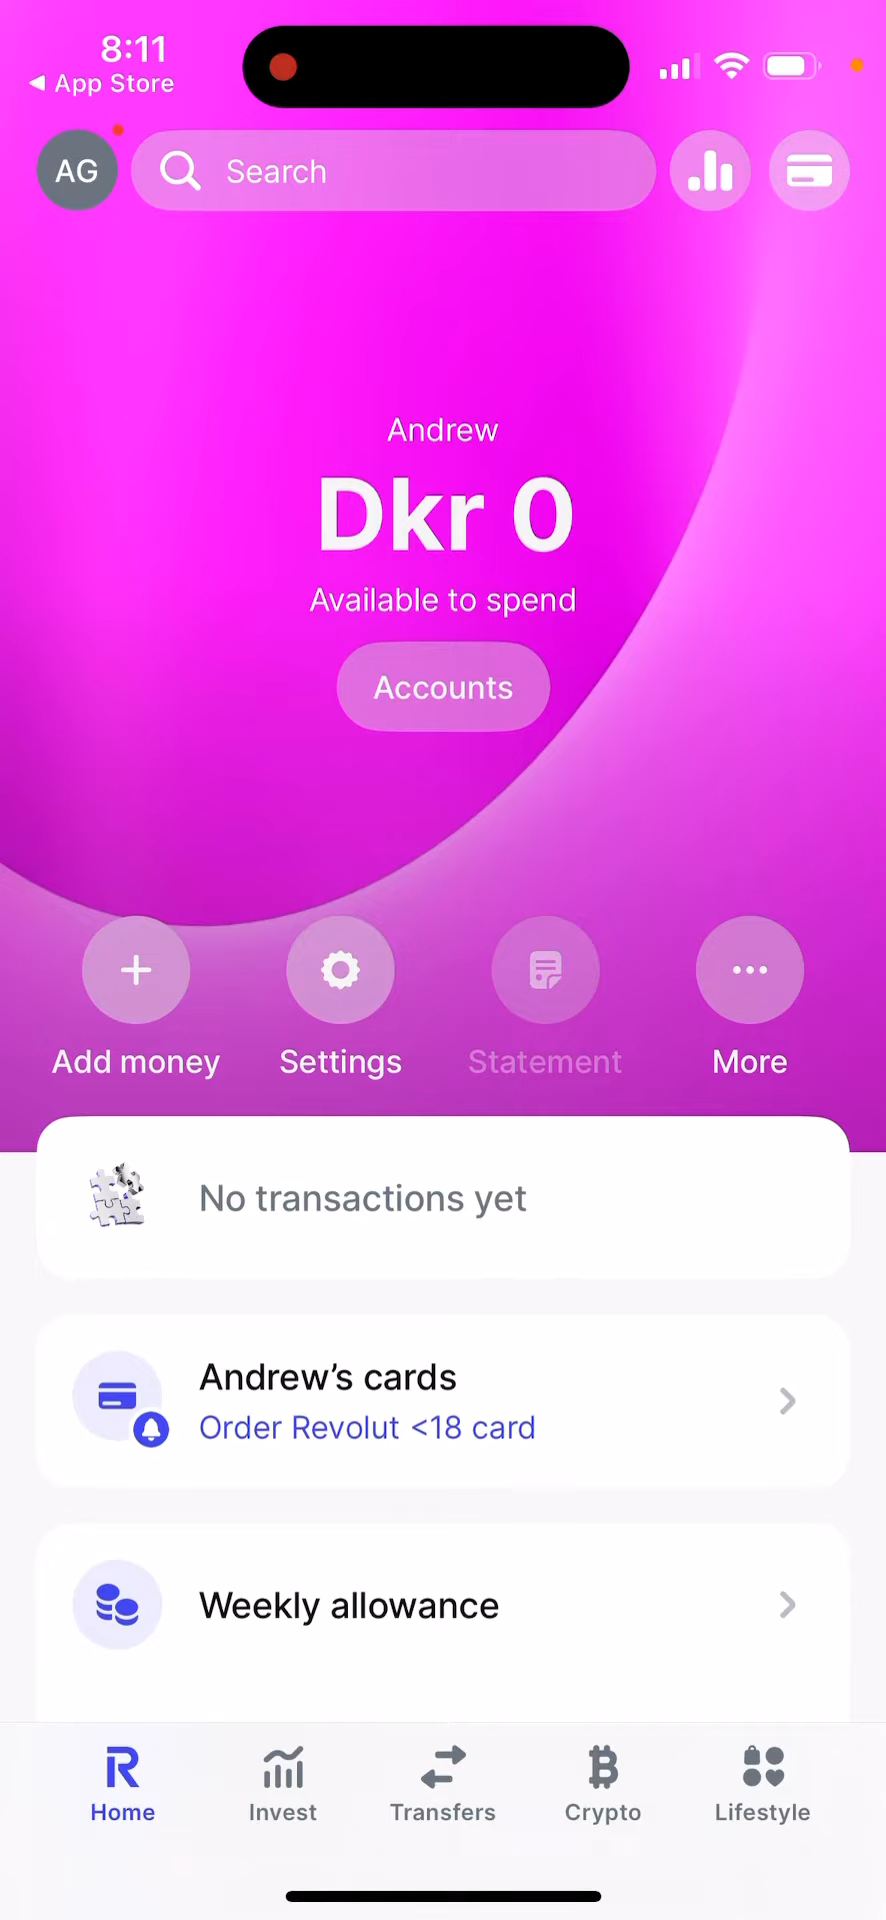 8:11
◀ App Store
AG
Search
Andrew
Dkr 0
Available to spend
Accounts
Add money
Settings
Statement
More
No transactions yet
Andrew’s cards
Order Revolut <18 card
Weekly allowance
Home
Invest
Transfers
Crypto
Lifestyle